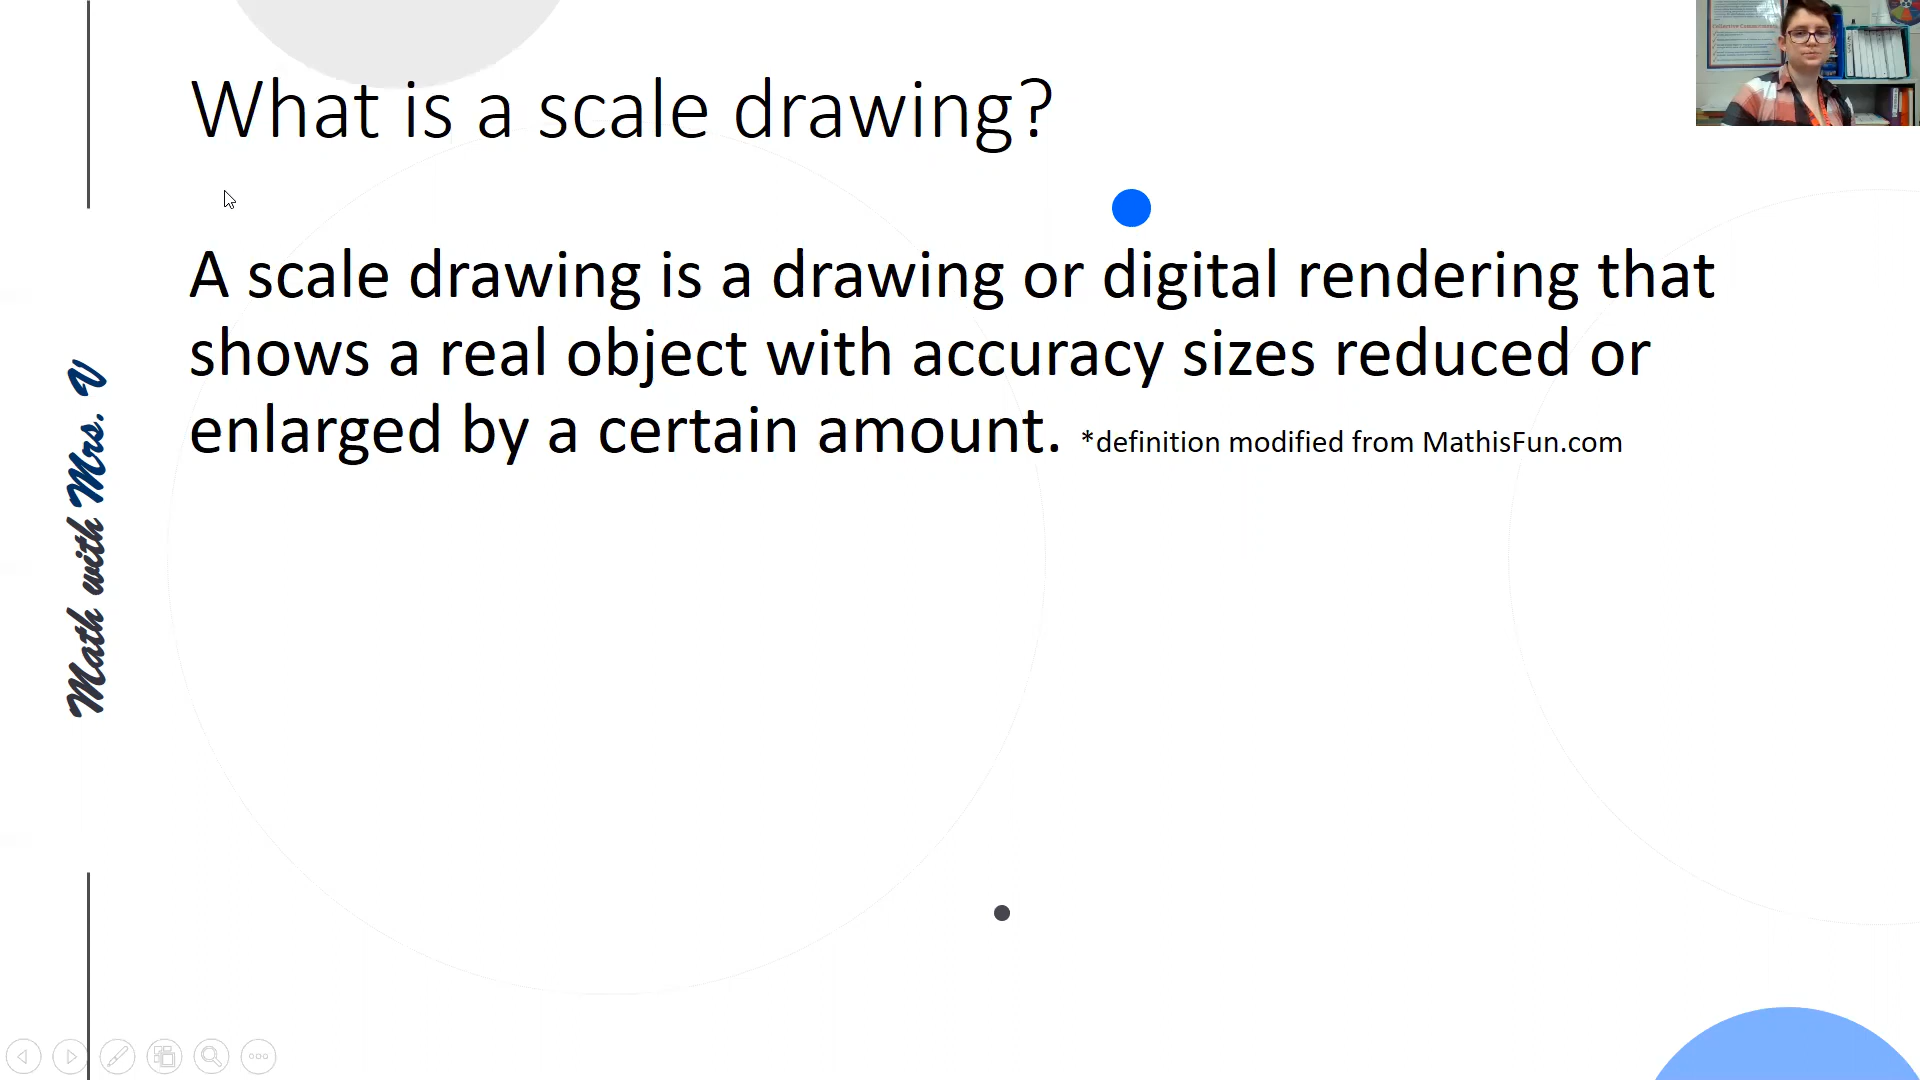 What is a scale drawing?
A scale drawing is a drawing or digital rendering that
shows a real object with accuracy sizes reduced or
enlarged by a certain amount. *definition modified from MathisFun.com
Math with Mrs. V